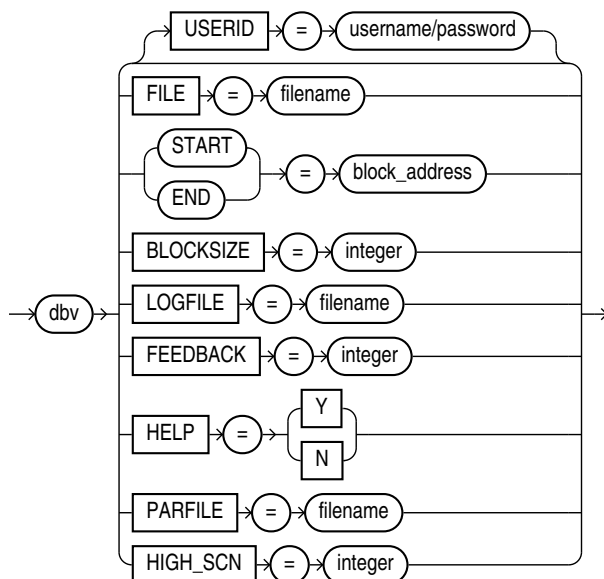 USERID = username/password
FILE = filename
START
END
= block_address
BLOCKSIZE = integer
dbv
LOGFILE = filename
FEEDBACK = integer
HELP =
Y
N
PARFILE = filename
HIGH_SCN = integer